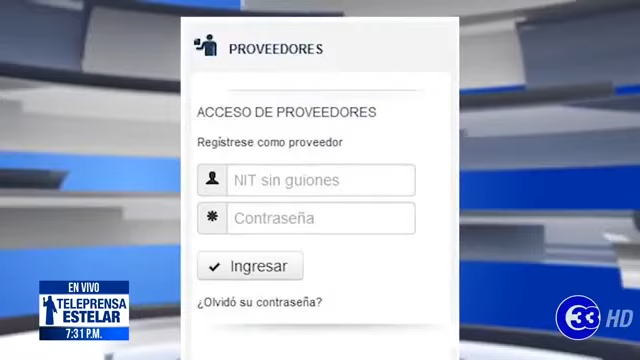 PROVEEDORES
ACCESO DE PROVEEDORES
Regístrese como proveedor
NIT sin guiones
Contraseña
Ingresar
¿Olvidó su contraseña?
EN VIVO
TELEPRENSA
ESTELAR
7:31 P.M.
33 HD